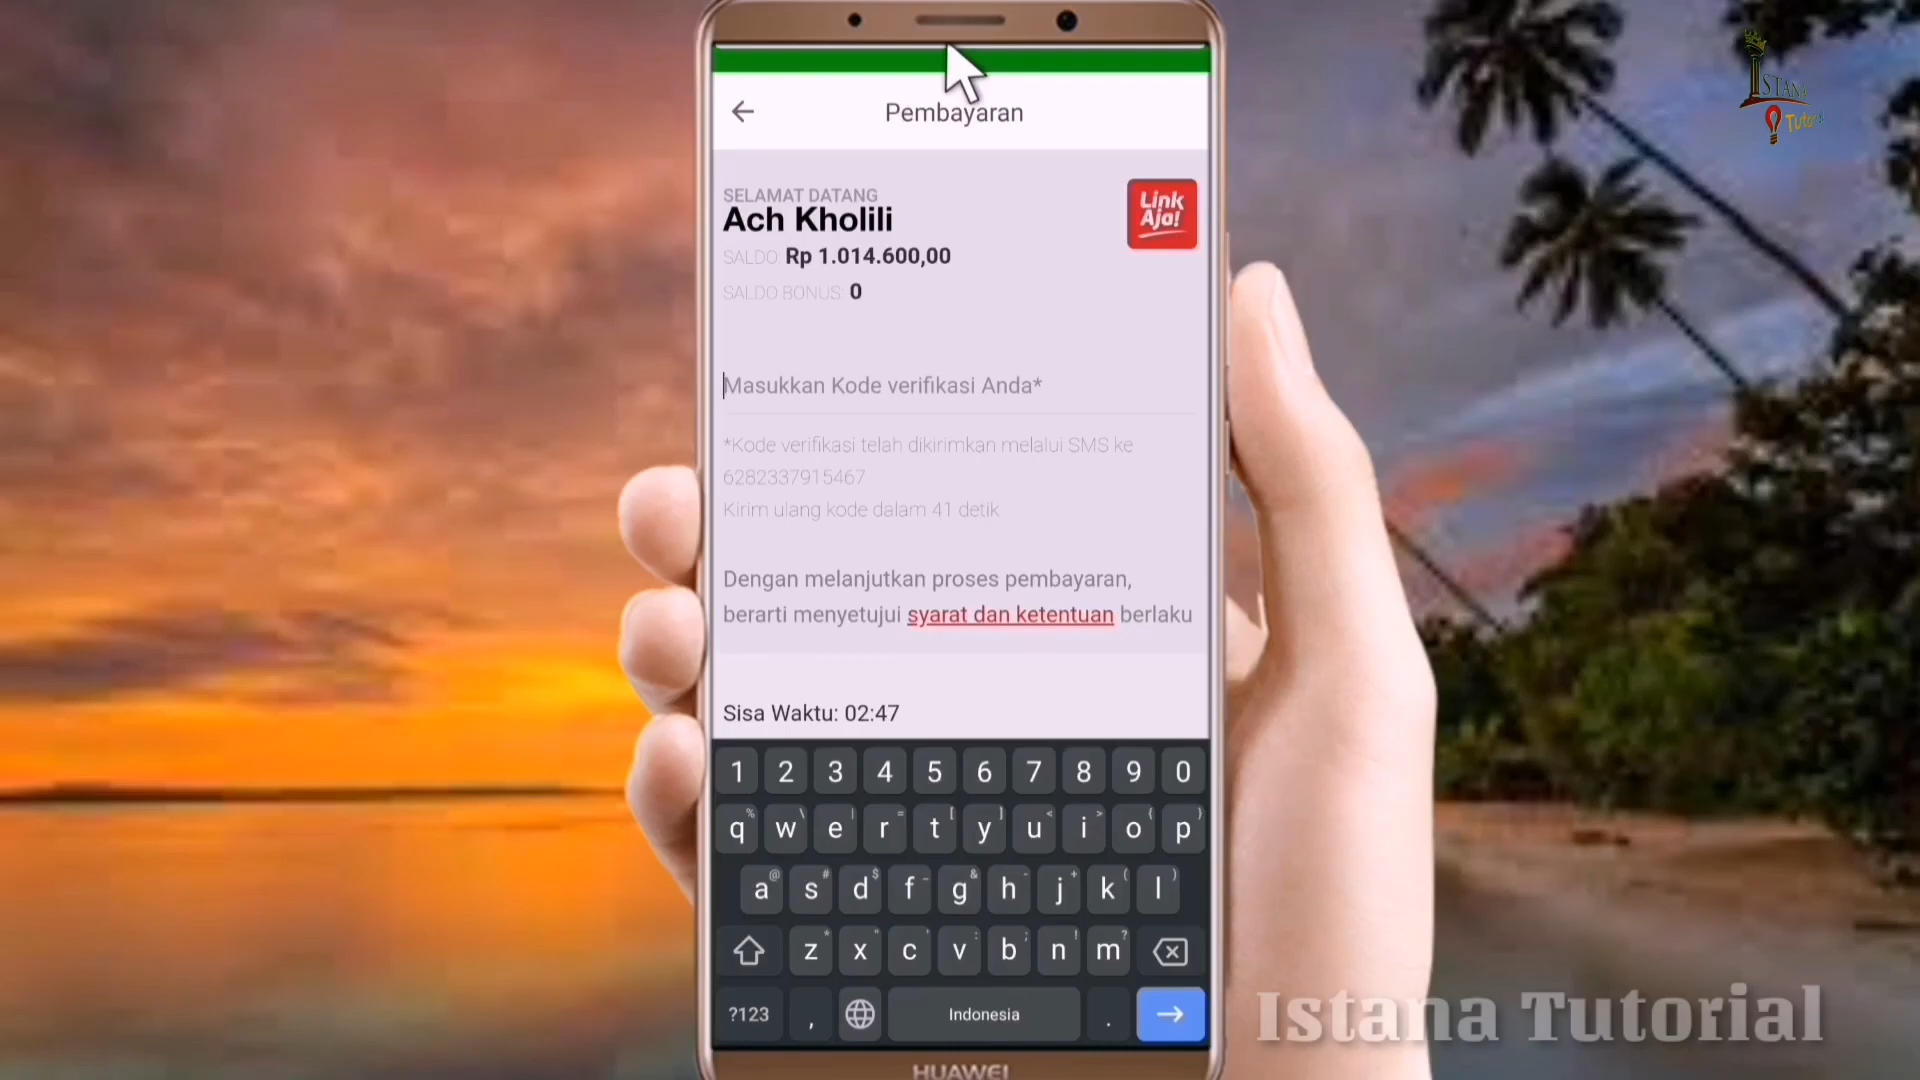 Pembayaran
SELAMAT DATANG
Ach Kholili
SALDO: Rp 1.014.600,00
SALDO BONUS: 0
Link
Aja!
Masukkan Kode verifikasi Anda*
*Kode verifikasi telah dikirimkan melalui SMS ke
6282337915467
Kirim ulang kode dalam 41 detik
Dengan melanjutkan proses pembayaran,
berarti menyetujui syarat dan ketentuan berlaku
Sisa Waktu: 02:47
1 2 3 4 5 6 7 8 9 0
q w e r t y u i o p
a s d f g h j k l
z x c v b n m
?123 , Indonesia .
HUAWEI
ISTANA
Tutorial
Istana Tutorial